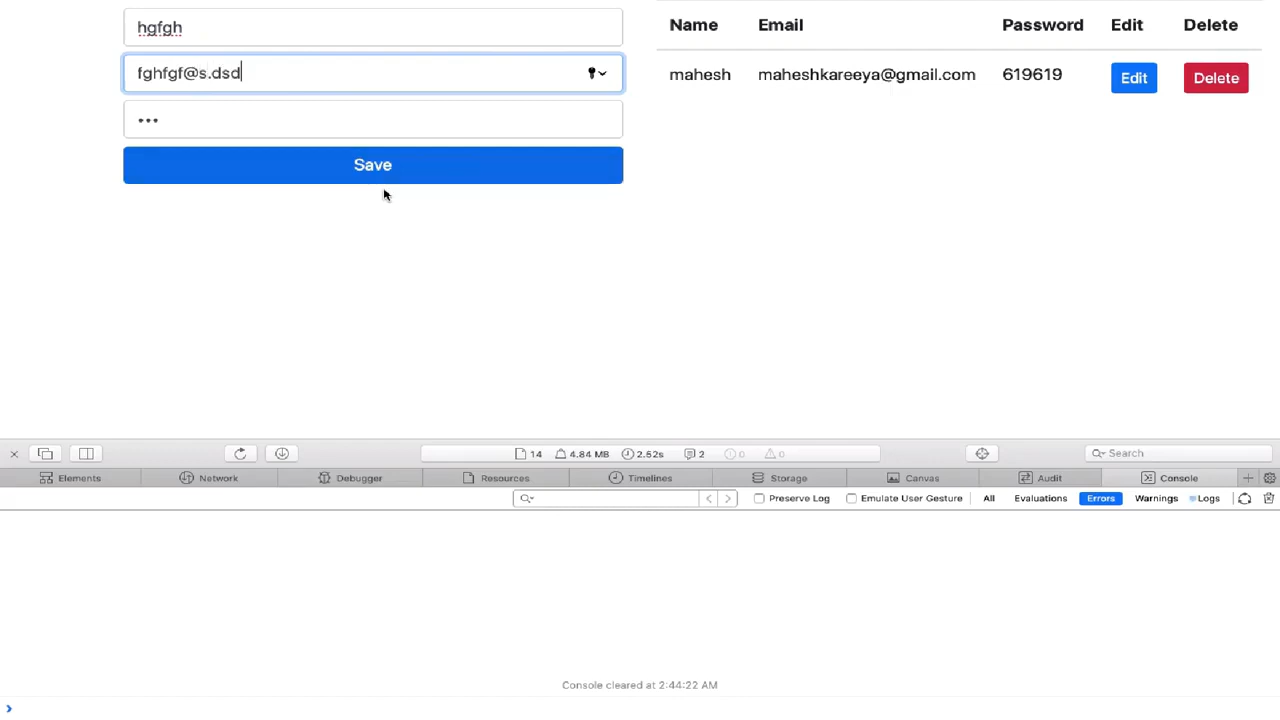 hgfgh
fghfgf@s.dsd
•••
Save
Name Email Password Edit Delete
mahesh maheshkareeya@gmail.com 619619 Edit Delete
14 4.84 MB 2.52s 2 0 0 Search
Elements Network Debugger Resources Timelines Storage Canvas Audit Console
Preserve Log Emulate User Gesture All Evaluations Errors Warnings Logs
Console cleared at 2:44:22 AM